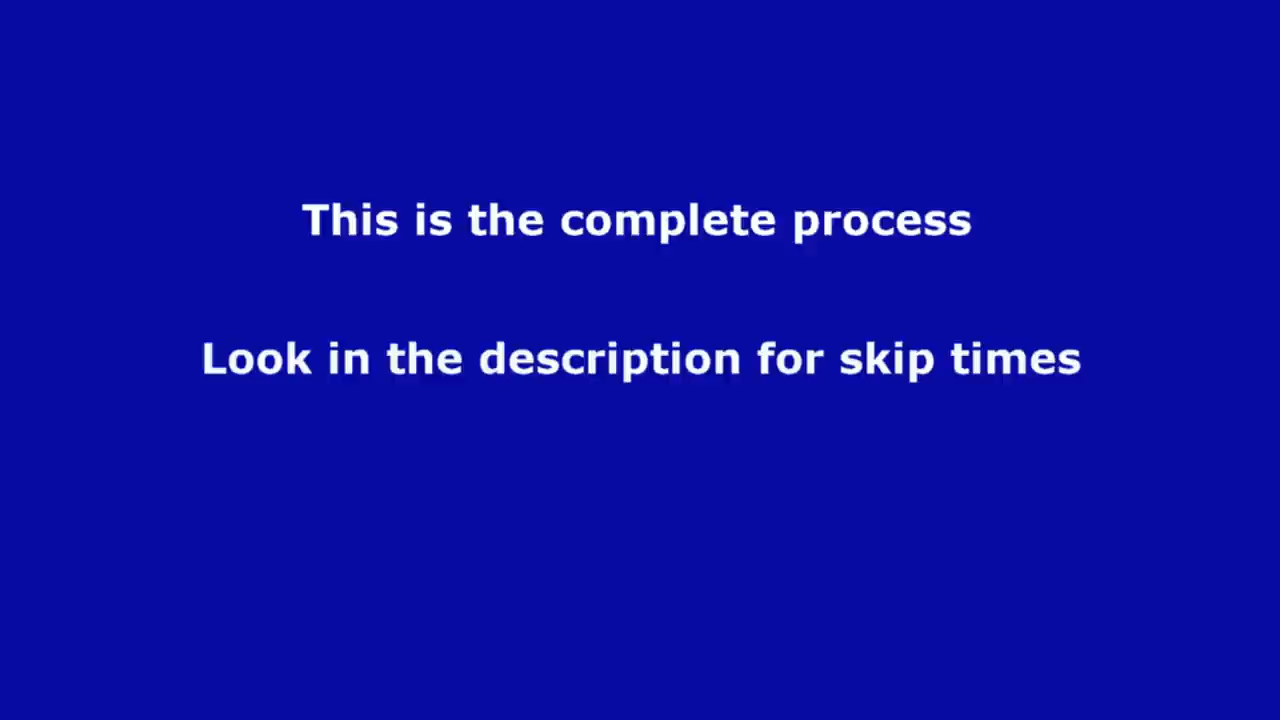 This is the complete process
Look in the description for skip times